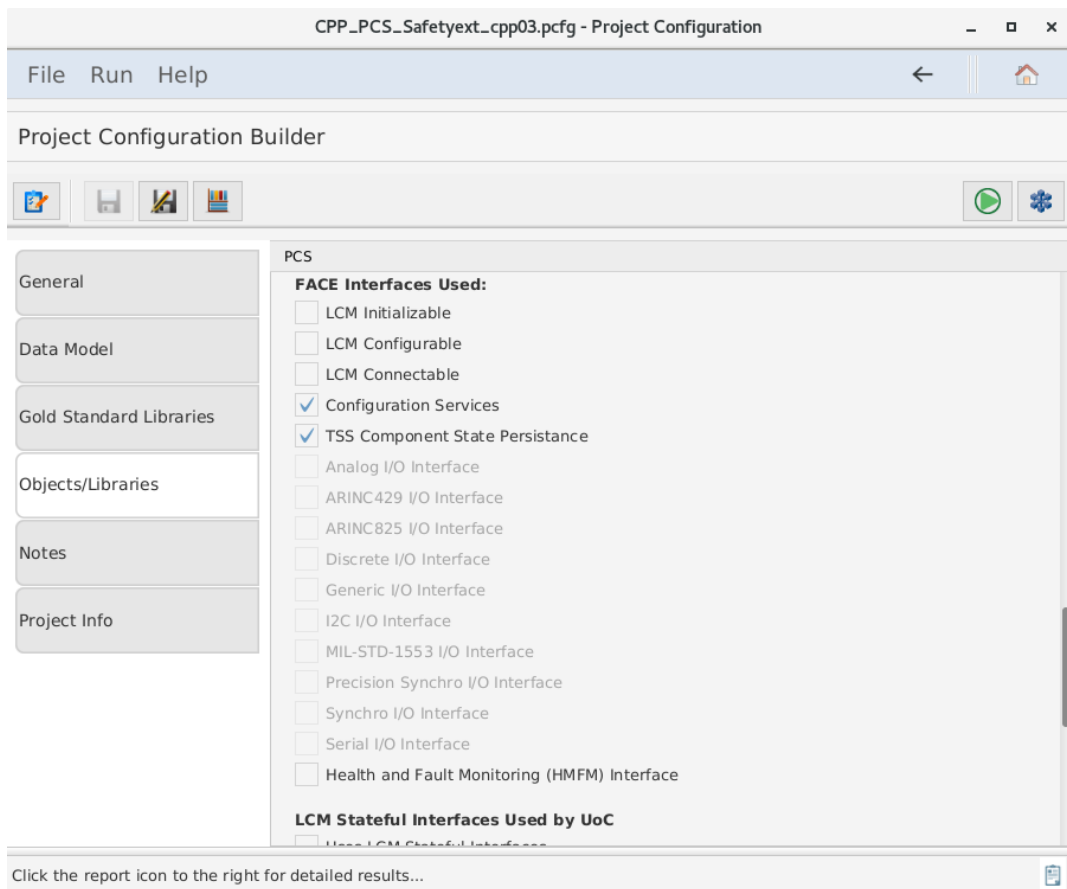 CPP_PCS_Safetyext_cpp03.pcfg - Project Configuration
File Run Help
Project Configuration Builder
General
Data Model
Gold Standard Libraries
Objects/Libraries
Notes
Project Info
PCS
FACE Interfaces Used:
LCM Initializable
LCM Configurable
LCM Connectable
Configuration Services
TSS Component State Persistance
Analog I/O Interface
ARINC429 I/O Interface
ARINC825 I/O Interface
Discrete I/O Interface
Generic I/O Interface
I2C I/O Interface
MIL-STD-1553 I/O Interface
Precision Synchro I/O Interface
Synchro I/O Interface
Serial I/O Interface
Health and Fault Monitoring (HMFM) Interface
LCM Stateful Interfaces Used by UoC
Uses LCM Stateful Interfaces
Click the report icon to the right for detailed results...